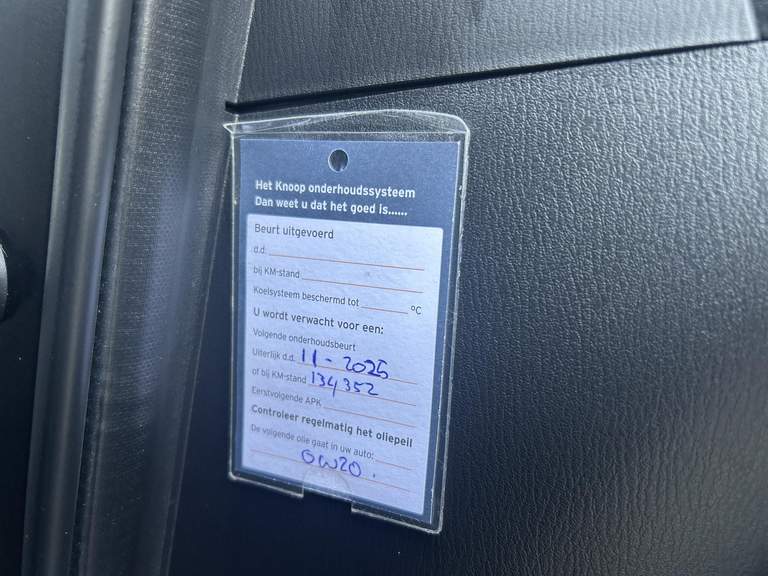 Het Knoop onderhoudssysteem
Dan weet u dat het goed is......
Beurt uitgevoerd
d.d.
bij KM-stand
Koelsysteem beschermd tot ºC
U wordt verwacht voor een:
Volgende onderhoudsbeurt
Uiterlijk d.d. 11 - 2025
of bij KM-stand 134352
Eerstvolgende APK
Controleer regelmatig het oliepeil
De volgende olie gaat in uw auto:
0W20.